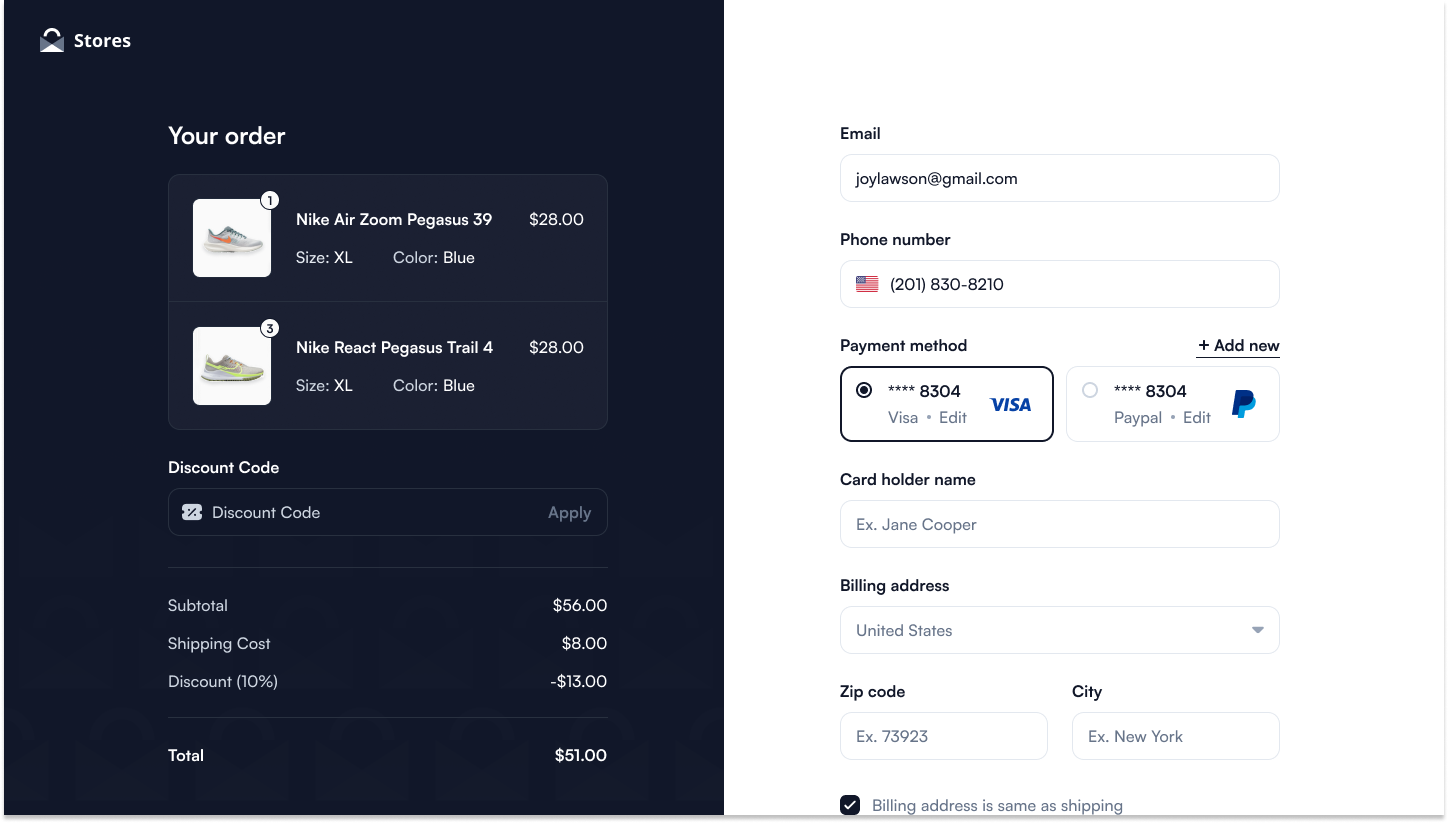 Stores
Your order
1
Nike Air Zoom Pegasus 39 $28.00
Size: XL Color: Blue
3
Nike React Pegasus Trail 4 $28.00
Size: XL Color: Blue
Discount Code
Discount Code Apply
Subtotal $56.00
Shipping Cost $8.00
Discount (10%) -$13.00
Total $51.00
Email
joylawson@gmail.com
Phone number
(201) 830-8210
Payment method + Add new
**** 8304
Visa • Edit
VISA
**** 8304
Paypal • Edit
Card holder name
Ex. Jane Cooper
Billing address
United States
Zip code City
Ex. 73923 Ex. New York
Billing address is same as shipping